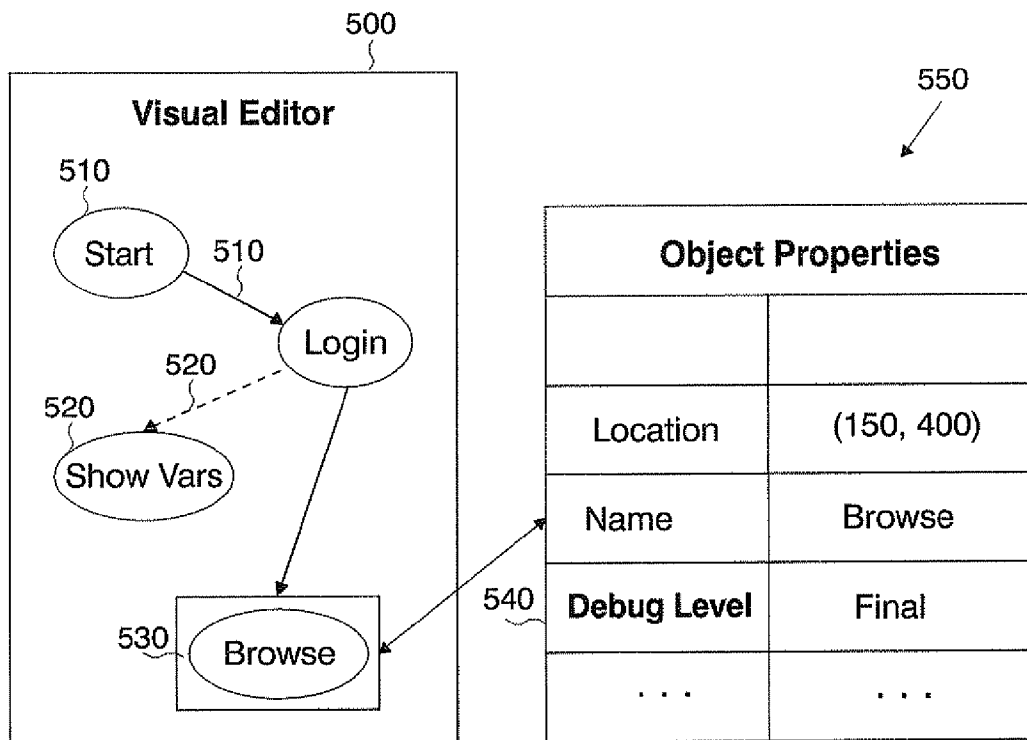 500
Visual Editor
550
510
Start
510
Object Properties
Login
520
Location (150, 400)
520
Show Vars
Name Browse
540
Debug Level Final
530
Browse
. . . . . .